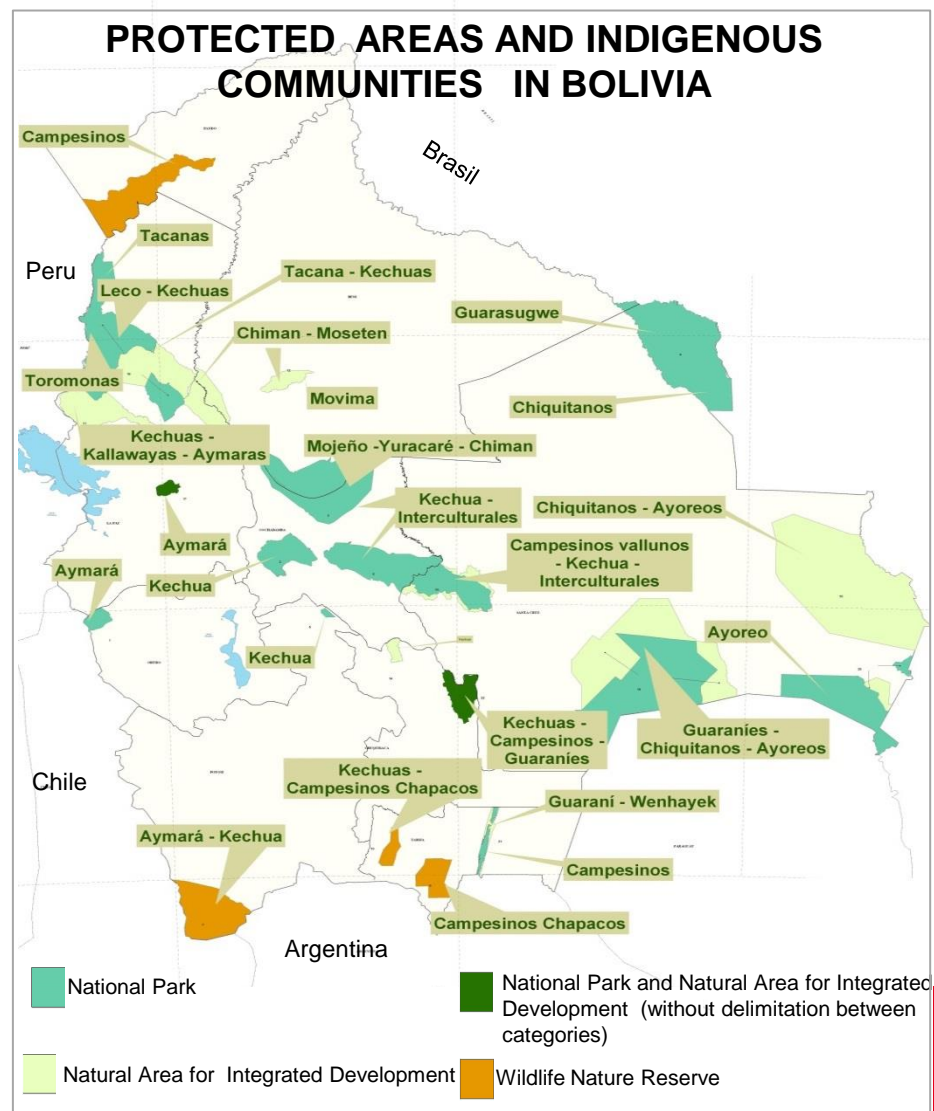 PROTECTED AREAS AND INDIGENOUS
COMMUNITIES IN BOLIVIA
Campesinos
Brasil
Tacanas
Peru
Tacana - Kechuas
Leco - Kechuas
Guarasugwe
Chiman - Moseten
Toromonas
Movima
Chiquitanos
Kechuas -
Kallawayas - Aymaras
Mojeño -Yuracaré - Chiman
Kechua -
Interculturales
Chiquitanos - Ayoreos
Aymará
Campesinos vallunos
- Kechua -
Interculturales
Aymará
Kechua
Ayoreo
Kechua
Kechuas -
Campesinos -
Guaraníes
Guaraníes -
Chiquitanos - Ayoreos
Chile
Kechuas -
Campesinos Chapacos
Guaraní - Wenhayek
Aymará - Kechua
Campesinos
Campesinos Chapacos
Argentina
National Park
National Park and Natural Area for Integrated
Development (without delimitation between
categories)
Natural Area for Integrated Development
Wildlife Nature Reserve